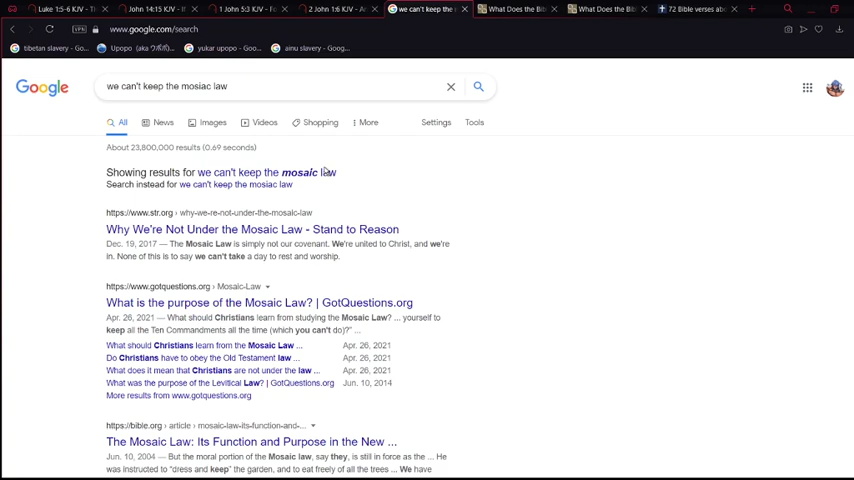 Luke 1:5-6 KJV - T
John 14:15 KJV - I
1 John 5:3 KJV - Fo
2 John 1:6 KJV - A
we can't keep the
What Does the Bib
What Does the Bib
72 Bible verses abo
VPN www.google.com/search
tibetan slavery - Go...
Upopo (aka ウポポ)...
yukar upopo - Goo...
ainu slavery - Goog...
Google
we can't keep the mosiac law
All News Images Videos Shopping More Settings Tools
About 23,800,000 results (0.69 seconds)
Showing results for we can't keep the mosaic law
Search instead for we can't keep the mosiac law
https://www.str.org › why-we-re-not-under-the-mosaic-law
Why We're Not Under the Mosaic Law - Stand to Reason
Dec. 19, 2017 — The Mosaic Law is simply not our covenant. We're united to Christ, and we're
in. None of this is to say we can't take a day to rest and worship.
https://www.gotquestions.org › Mosaic-Law
What is the purpose of the Mosaic Law? | GotQuestions.org
Apr. 26, 2021 — What should Christians learn from studying the Mosaic Law? ... yourself to
keep all the Ten Commandments all the time (which you can't do)?" ...
What should Christians learn from the Mosaic Law ... Apr. 26, 2021
Do Christians have to obey the Old Testament law ... Apr. 26, 2021
What does it mean that Christians are not under the law ... Apr. 26, 2021
What was the purpose of the Levitical Law? | GotQuestions.org Jun. 10, 2014
More results from www.gotquestions.org
https://bible.org › article › mosaic-law-its-function-and-...
The Mosaic Law: Its Function and Purpose in the New ...
Jun. 10, 2004 — But the moral portion of the Mosaic law, say they, is still in force as the ... He
was instructed to "dress and keep" the garden, and to eat freely of all the trees ... We have